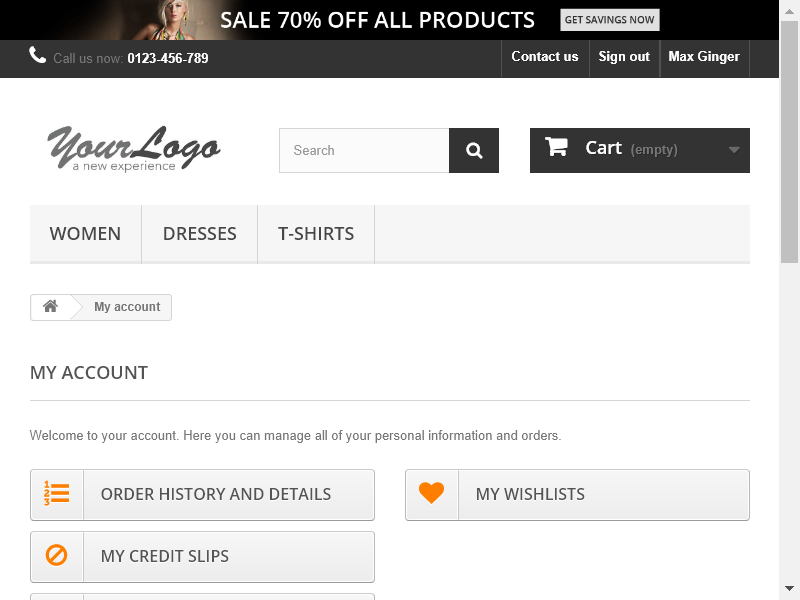 SALE 70% OFF ALL PRODUCTS GET SAVINGS NOW
Call us now: 0123-456-789 Contact us Sign out Max Ginger
YourLogo
a new experience
Search
Cart (empty)
WOMEN DRESSES T-SHIRTS
My account
MY ACCOUNT
Welcome to your account. Here you can manage all of your personal information and orders.
1
2
3
ORDER HISTORY AND DETAILS MY WISHLISTS
MY CREDIT SLIPS